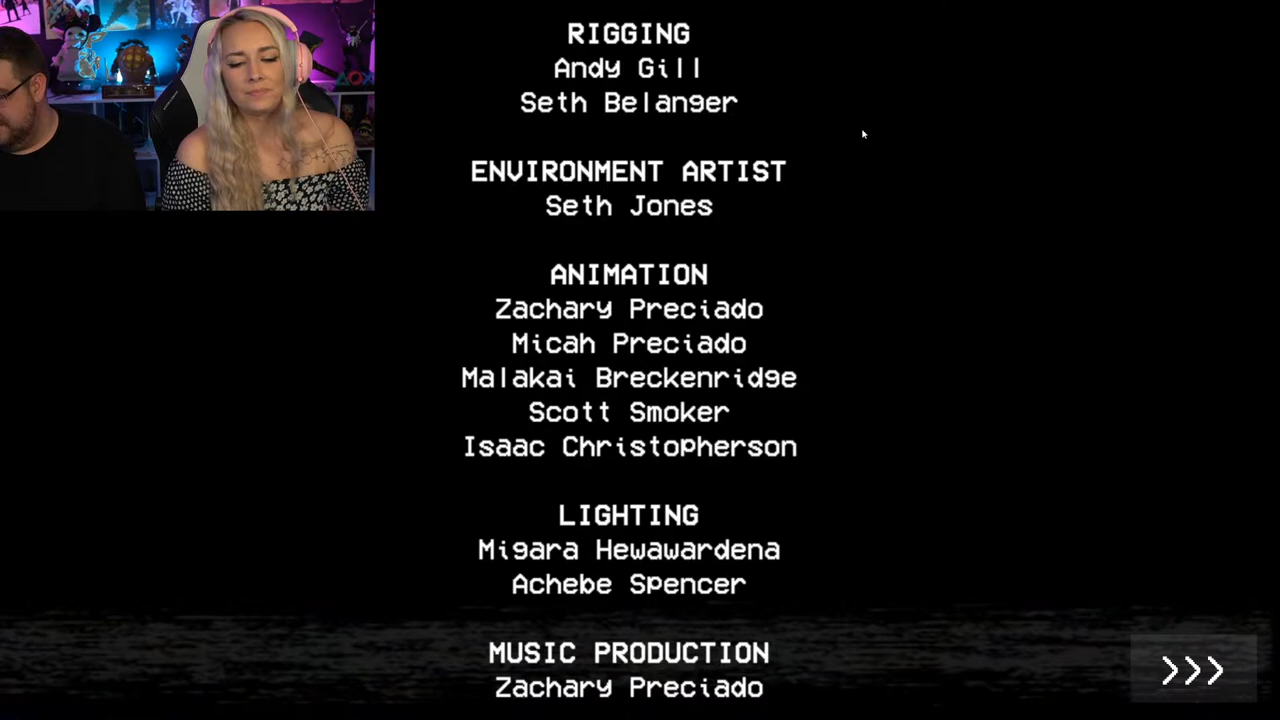 RIGGING
Andy Gill
Seth Belanger
ENVIRONMENT ARTIST
Seth Jones
ANIMATION
Zachary Preciado
Micah Preciado
Malakai Breckenridge
Scott Smoker
Isaac Christopherson
LIGHTING
Migara Hewawardena
Achebe Spencer
MUSIC PRODUCTION
Zachary Preciado
>>>